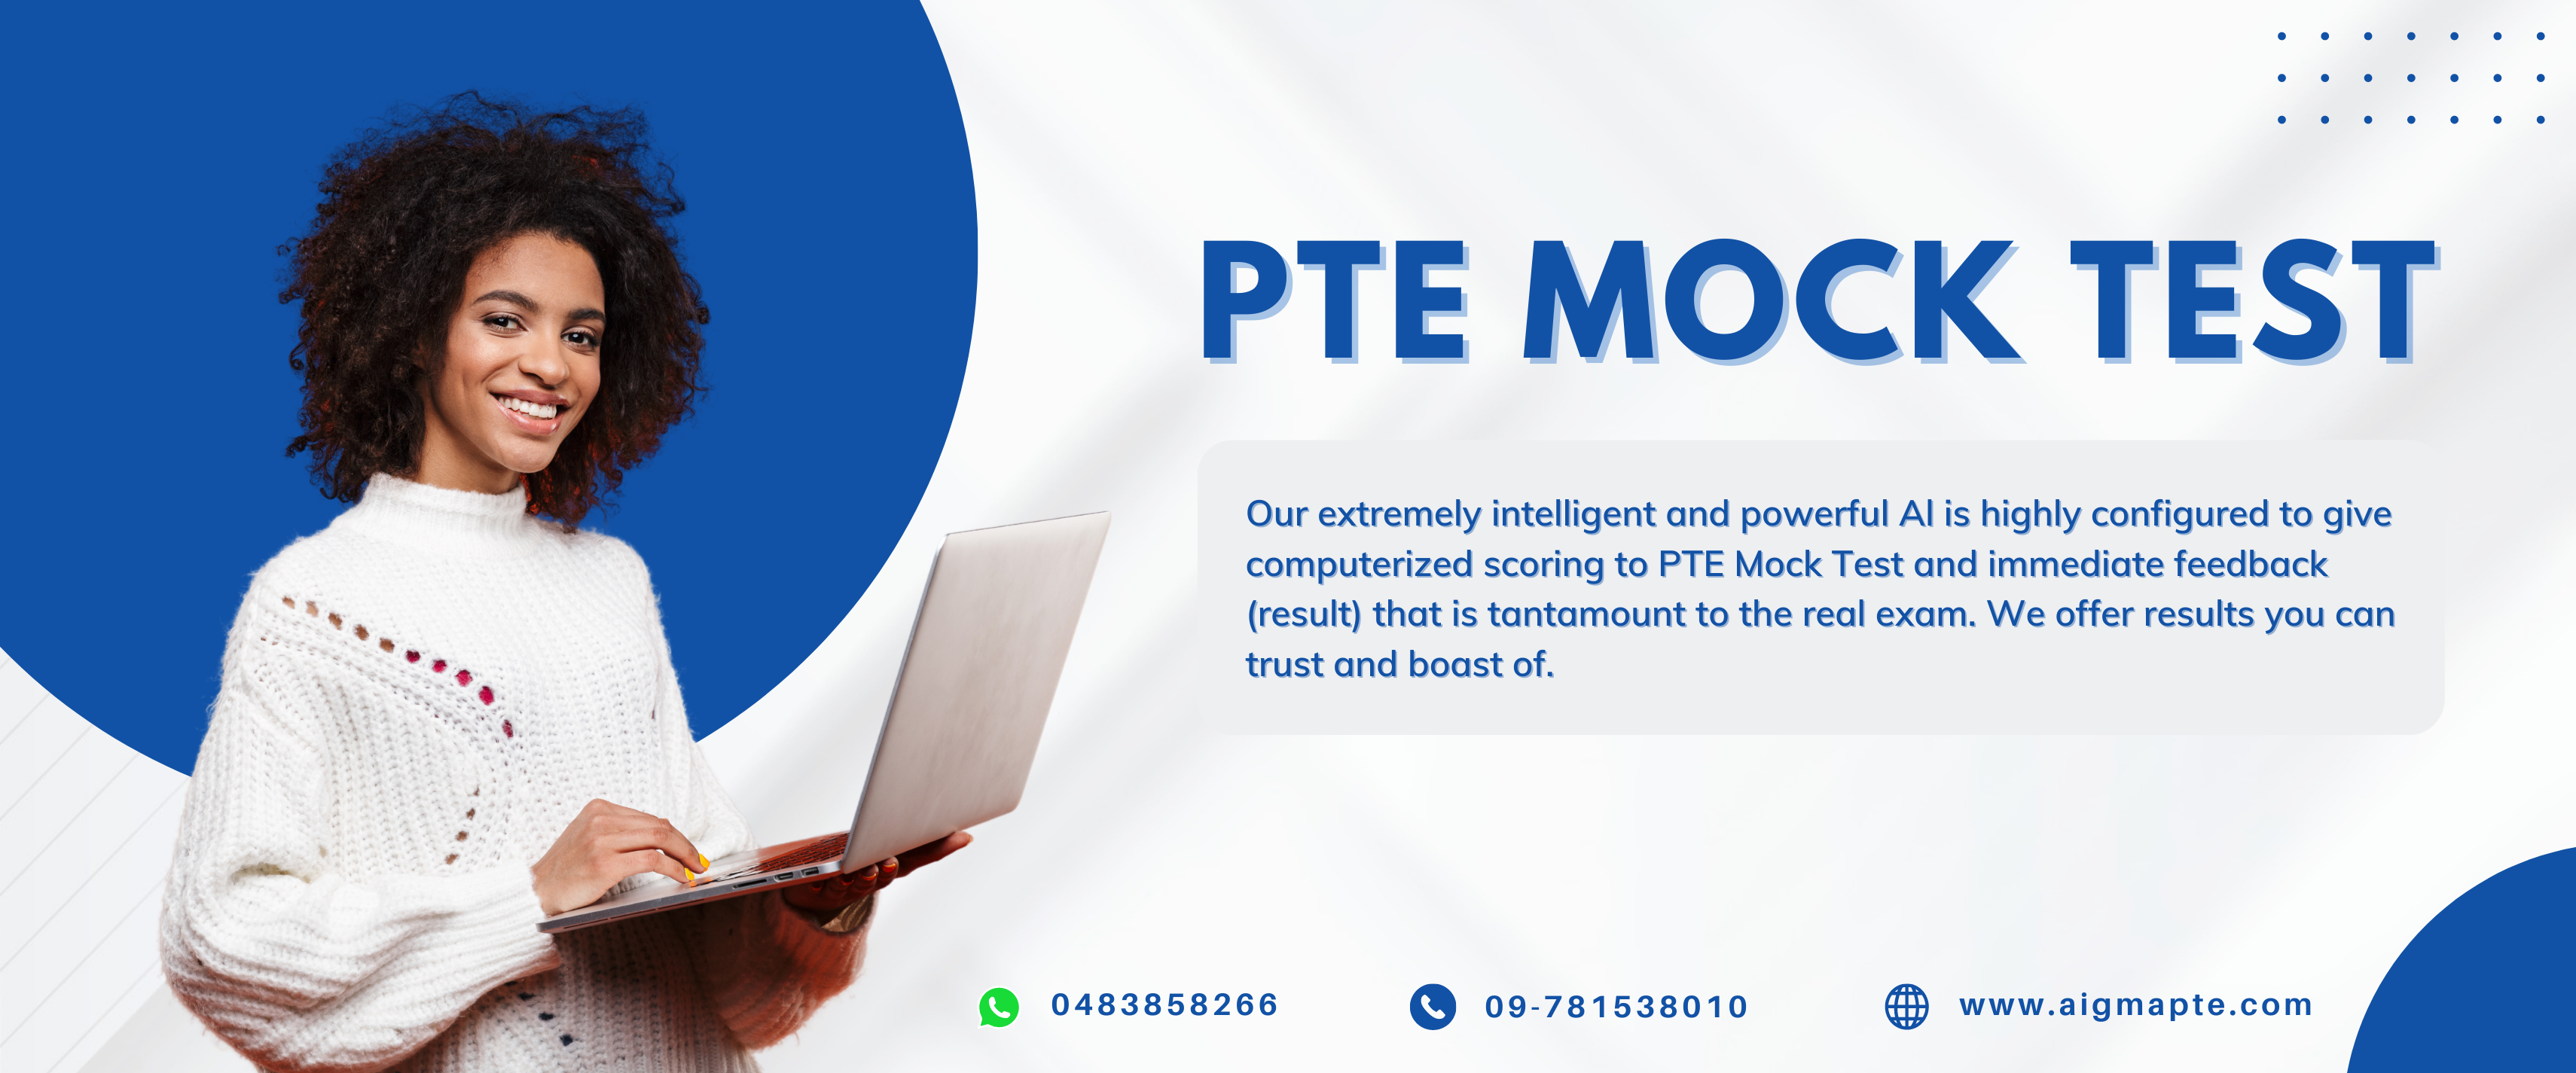 PTE MOCK TEST
Our extremely intelligent and powerful AI is highly configured to give
computerized scoring to PTE Mock Test and immediate feedback
(result) that is tantamount to the real exam. We offer results you can
trust and boast of.
0483858266 09-781538010 www.aigmapte.com